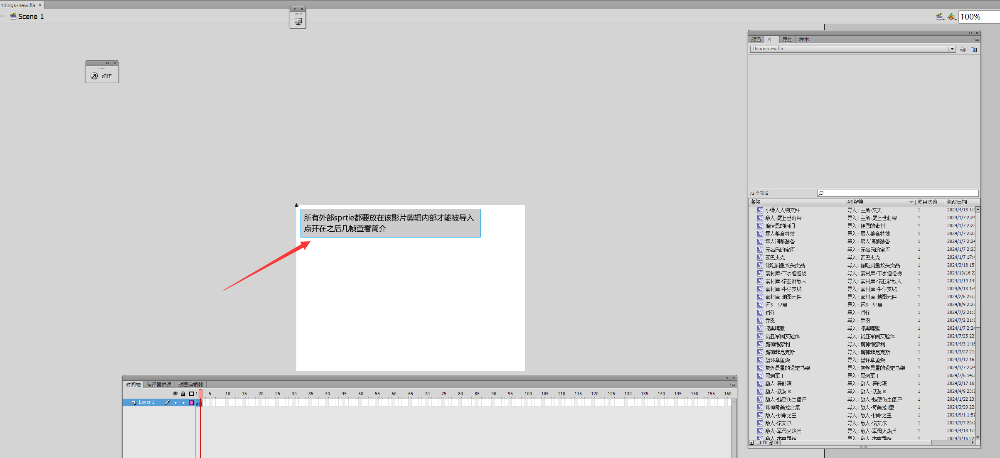 things-new.fla
Scene 1
100%
动作
颜色 库 属性 样本
things-new.fla
72 个项目
名称 AS 链接 使用次数 修改日期
小绿人人物文件 导入: 主角-文天 1 2024/4/13 1:0
敌人-尾上世莉架 导入: 主角-尾上世莉架 1 2024/1/7 2:24
魔伊恩的钢门 导入: 伊恩的素材 1 2024/1/7 2:23
雾人整合特效 导入: 雾人整合特效 1 2024/1/7 2:23
雾人调整装备 导入: 雾人调整装备 1 2024/1/7 2:24
无名氏的宝库 导入: 无名氏的宝库 1 2024/1/7 2:23
瓦巴杰克 导入: 瓦巴杰克 1 2024/1/7 17:4
偷吃屑鱼坟头贡品 导入: 偷吃屑鱼坟头贡品 1 2024/3/18 15:
素材库-下水道怪物 导入: 素材库-下水道怪物 1 2024/10/16 22
素材库-诺亚新敌人 导入: 素材库-诺亚新敌人 1 2024/1/19 14:
素材库-牛仔支线 导入: 素材库-牛仔支线 1 2024/5/13 1:4
素材库-地图元件 导入: 素材库-地图元件 1 2024/2/6 23:2
闪3三兄贵 导入: 闪3三兄贵 1 2024/8/9 2:28
侨仔 导入: 侨仔 1 2024/7/2 21:0
乔恩 导入: 乔恩 1 2024/7/2 21:0
漆黑噤默 导入: 漆黑噤默 1 2024/1/7 2:24
诺亚军阀实验体 导入: 诺亚军阀实验体 1 2024/7/25 22:
魔神锡蒙利 导入: 魔神锡蒙利 1 2024/4/3 1:18
魔神菲尼克斯 导入: 魔神菲尼克斯 1 2024/3/27 21:
蓝环章鱼烧 导入: 蓝环章鱼烧 1 2024/3/17 16:
灰烬晨星的设定书架 导入: 灰烬晨星的设定书架 1 2024/1/7 2:24
黑洞军工 导入: 黑洞军工 1 2024/7/6 14:5
敌人-异形蛋 导入: 敌人-异形蛋 1 2024/2/17 16:
敌人-武装JK 导入: 敌人-武装JK 1 2024/4/9 23:2
敌人-蛙型仿生僵尸 导入: 敌人-蛙型仿生僵尸 1 2024/1/22 23:
诛神奇美拉合集 导入: 敌人-奇美拉I型 1 2024/3/20 22:
敌人-拼命之王 导入: 敌人-拼命之王 1 2024/9/1 1:52
敌人-诺艾尔 导入: 敌人-诺艾尔 1 2024/3/7 20:2
敌人-军阀火焰兵 导入: 敌人-军阀火焰兵 1 2024/4/13 1:0
敌人-杰克霜精 导入: 敌人-杰克霜精 1 2024/3/16 22:
所有外部sprtie都要放在该影片剪辑内部才能被导入
点开在之后几帧查看简介
时间轴 编译器错误 动画编辑器
1 5 10 15 20 25 30 35 40 45 50 55 60 65 70 75 80 85 90 95 100 105 110 115 120 125 130 135 140 145 150 155 160
Layer 1